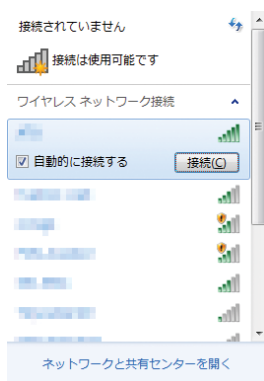 接続されていません
接続は使用可能です
ワイヤレス ネットワーク接続
自動的に接続する
接続(C)
ネットワークと共有センターを開く